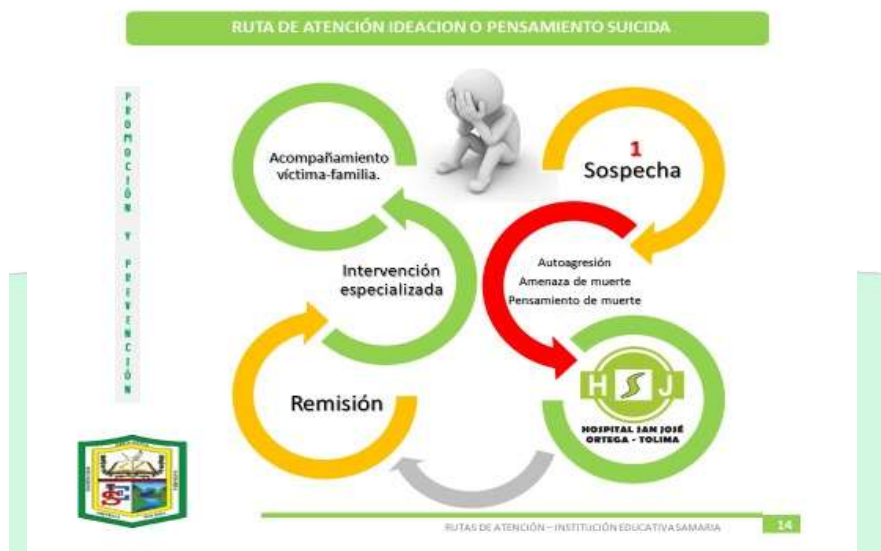 RUTA DE ATENCIÓN IDEACION O PENSAMIENTO SUICIDA
PROMOCIÓN Y PREVENCIÓN
1
Sospecha
Autoagresión
Amenaza de muerte
Pensamiento de muerte
HSJ
HOSPITAL SAN JOSÉ
ORTEGA - TOLIMA
Remisión
Intervención
especializada
Acompañamiento
víctima-familia.
RUTAS DE ATENCIÓN – INSTITUCIÓN EDUCATIVA SAMARIA
14